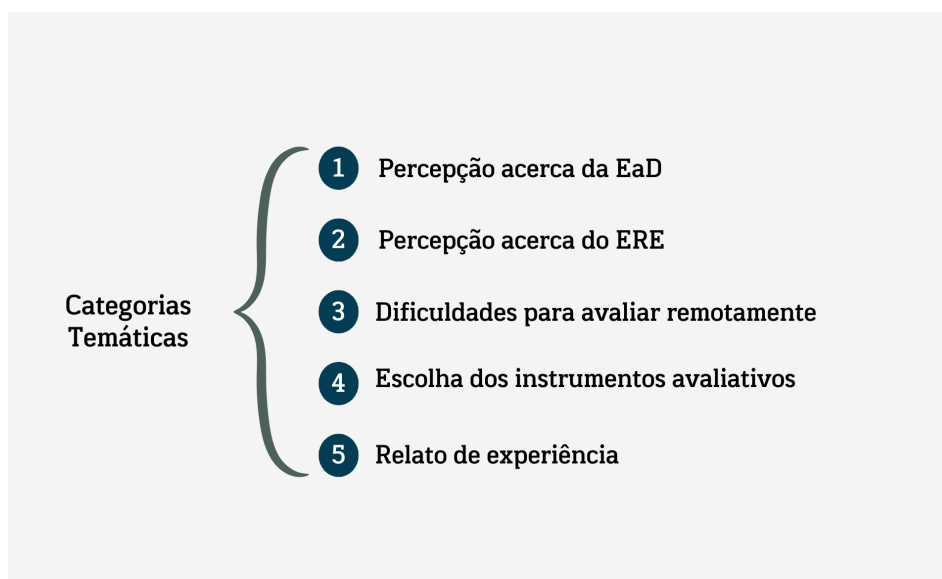 Categorias
Temáticas
1 Percepção acerca da EaD
2 Percepção acerca do ERE
3 Dificuldades para avaliar remotamente
4 Escolha dos instrumentos avaliativos
5 Relato de experiência